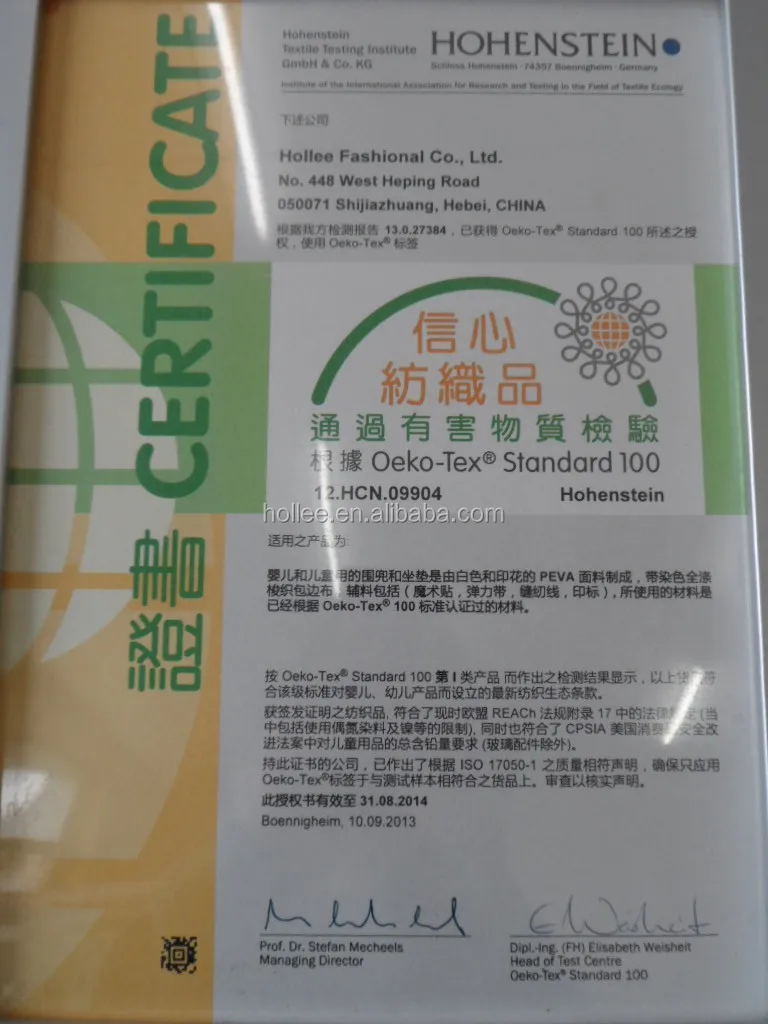 Hohenstein
Textile Testing Institute
GmbH & Co. KG
HOHENSTEIN
Schloss Hohenstein · 74357 Boennigheim · Germany
Institute of the International Association for Research and Testing in the Field of Textile Ecology
下述公司
Hollee Fashional Co., Ltd.
No. 448 West Heping Road
050071 Shijiazhuang, Hebei, CHINA
根据我方检测报告 13.0.27384，已获得 Oeko-Tex® Standard 100 所述之授
权，使用 Oeko-Tex® 标签
證書 CERTIFICATE
信心
紡織品
通過有害物質檢驗
根據 Oeko-Tex® Standard 100
12.HCN.09904 Hohenstein
hollee.en.alibaba.com
适用之产品为:
婴儿和儿童用的围兜和坐垫是由白色和印花的 PEVA 面料制成，带染色全涤
梭织包边布，辅料包括（魔术贴，弹力带，缝纫线，印标），所使用的材料是
已经根据 Oeko-Tex® 100 标准认证过的材料。
按 Oeko-Tex® Standard 100 第 I 类产品 而作出之检测结果显示，以上货 符
合该级标准对婴儿、幼儿产品而设立的最新纺织生态条款。
获签发证明之纺织品, 符合了现时欧盟 REACh 法规附录 17 中的法律 (当
中包括使用偶氮染料及镍等的限制), 同时也符合了 CPSIA 美国消费 安全改
进法案中对儿童用品的总含铅量要求 (玻璃配件除外)。
持此证书的公司，已作出了根据 ISO 17050-1 之质量相符声明，确保只应用
Oeko-Tex®标签于与测试样本相符合之货品上。审查以核实声明。
此授权书有效至 31.08.2014
Boennigheim, 10.09.2013
Prof. Dr. Stefan Mecheels
Managing Director
Dipl.-Ing. (FH) Elisabeth Weisheit
Head of Test Centre
Oeko-Tex® Standard 100